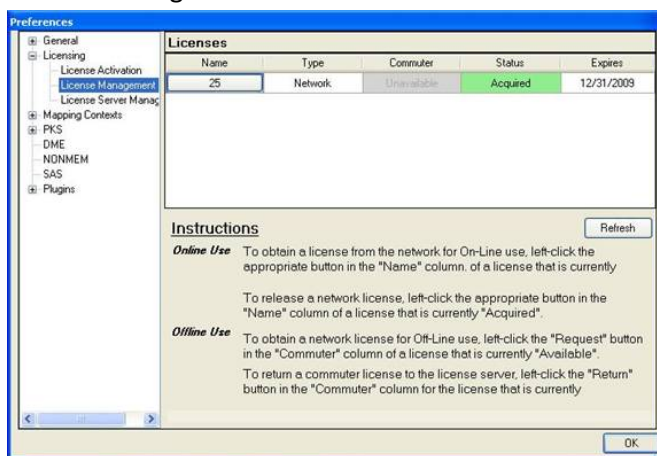 Preferences
General
Licensing
License Activation
License Management
License Server Manag
Mapping Contexts
PKS
DME
NONMEM
SAS
Plugins
Licenses
Name Type Commuter Status Expires
25 Network Unavailable Acquired 12/31/2009
Instructions
Refresh
Online Use To obtain a license from the network for On-Line use, left-click the
appropriate button in the "Name" column. of a license that is currently
To release a network license, left-click the appropriate button in the
"Name" column of a license that is currently "Acquired".
Offline Use To obtain a network license for Off-Line use, left-click the "Request" button
in the "Commuter" column of a license that is currently "Available".
To return a commuter license to the license server, left-click the "Return"
button in the "Commuter" column for the license that is currently
OK